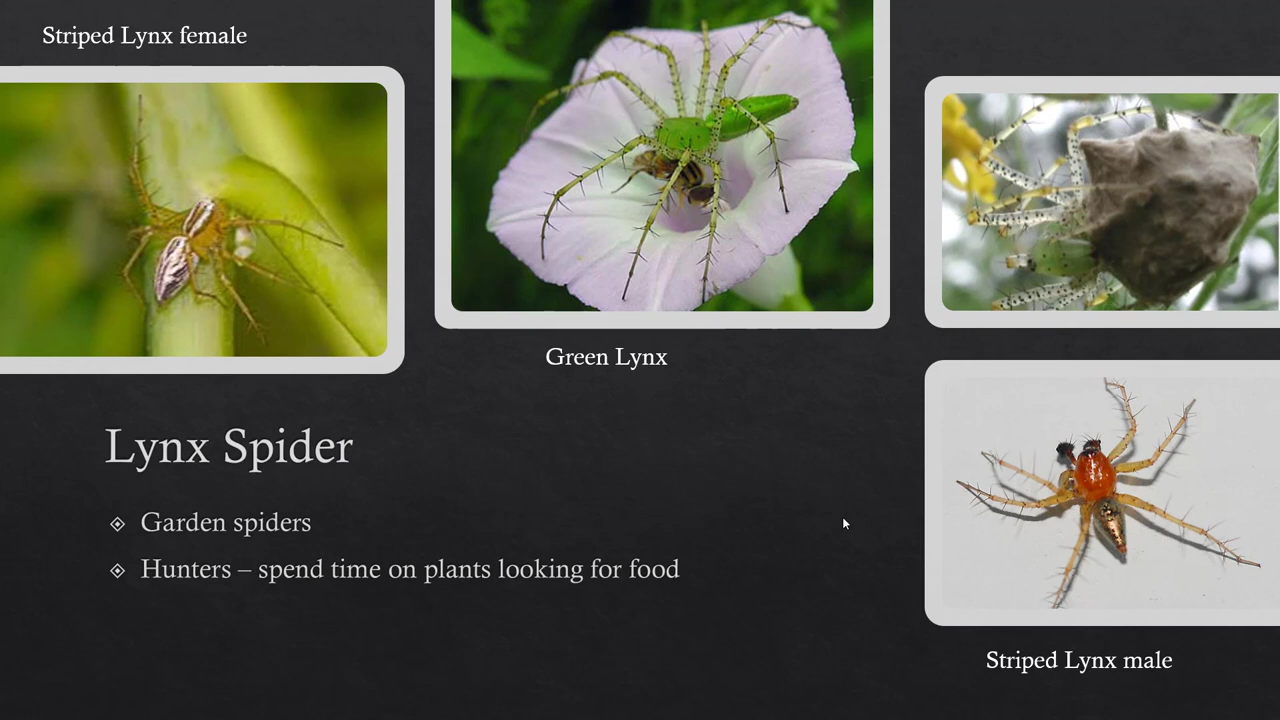 Striped Lynx female
Green Lynx
Lynx Spider
Garden spiders
Hunters – spend time on plants looking for food
Striped Lynx male